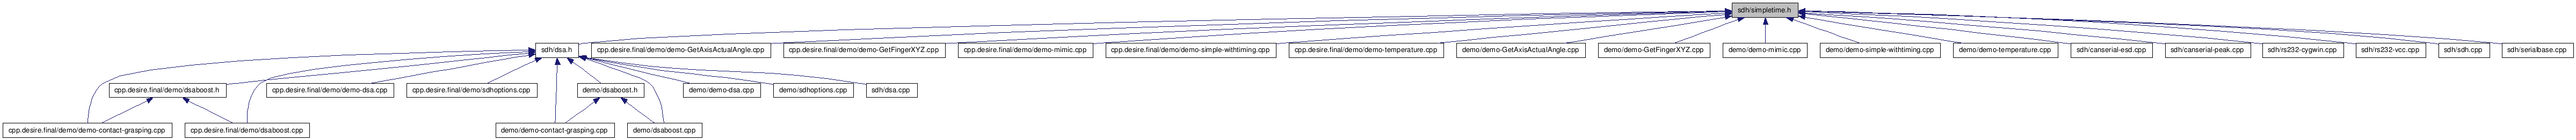 sdh/simpletime.h
sdh/dsa.h
cpp.desire.final/demo/demo-GetAxisActualAngle.cpp
cpp.desire.final/demo/demo-GetFingerXYZ.cpp
cpp.desire.final/demo/demo-mimic.cpp
cpp.desire.final/demo/demo-simple-withtiming.cpp
cpp.desire.final/demo/demo-temperature.cpp
demo/demo-GetAxisActualAngle.cpp
demo/demo-GetFingerXYZ.cpp
demo/demo-mimic.cpp
demo/demo-simple-withtiming.cpp
demo/demo-temperature.cpp
sdh/canserial-esd.cpp
sdh/canserial-peak.cpp
sdh/rs232-cygwin.cpp
sdh/rs232-vcc.cpp
sdh/sdh.cpp
sdh/serialbase.cpp
cpp.desire.final/demo/dsaboost.h
cpp.desire.final/demo/demo-dsa.cpp
cpp.desire.final/demo/sdhoptions.cpp
demo/dsaboost.h
demo/demo-dsa.cpp
demo/sdhoptions.cpp
sdh/dsa.cpp
cpp.desire.final/demo/demo-contact-grasping.cpp
cpp.desire.final/demo/dsaboost.cpp
demo/demo-contact-grasping.cpp
demo/dsaboost.cpp